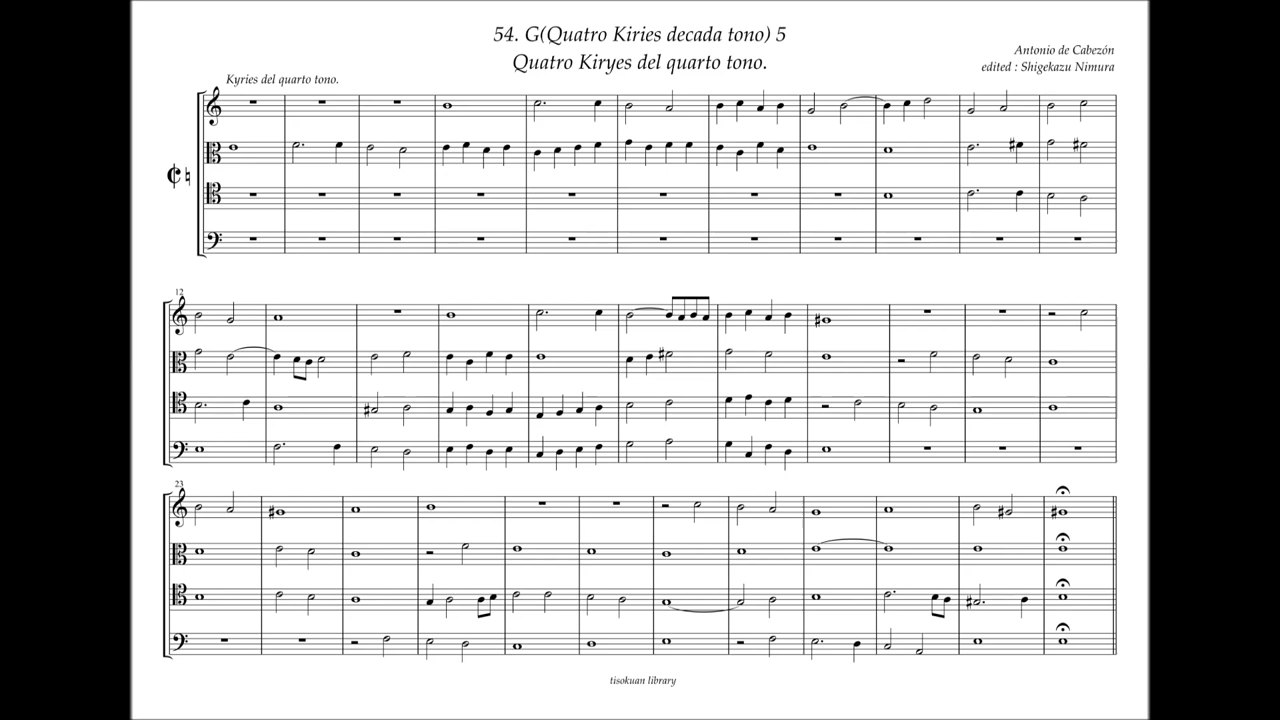 54. G(Quatro Kiries decada tono) 5
Quatro Kiryes del quarto tono.
Antonio de Cabezón
edited : Shigekazu Nimura
Kyries del quarto tono.
12
23
tisokuan library